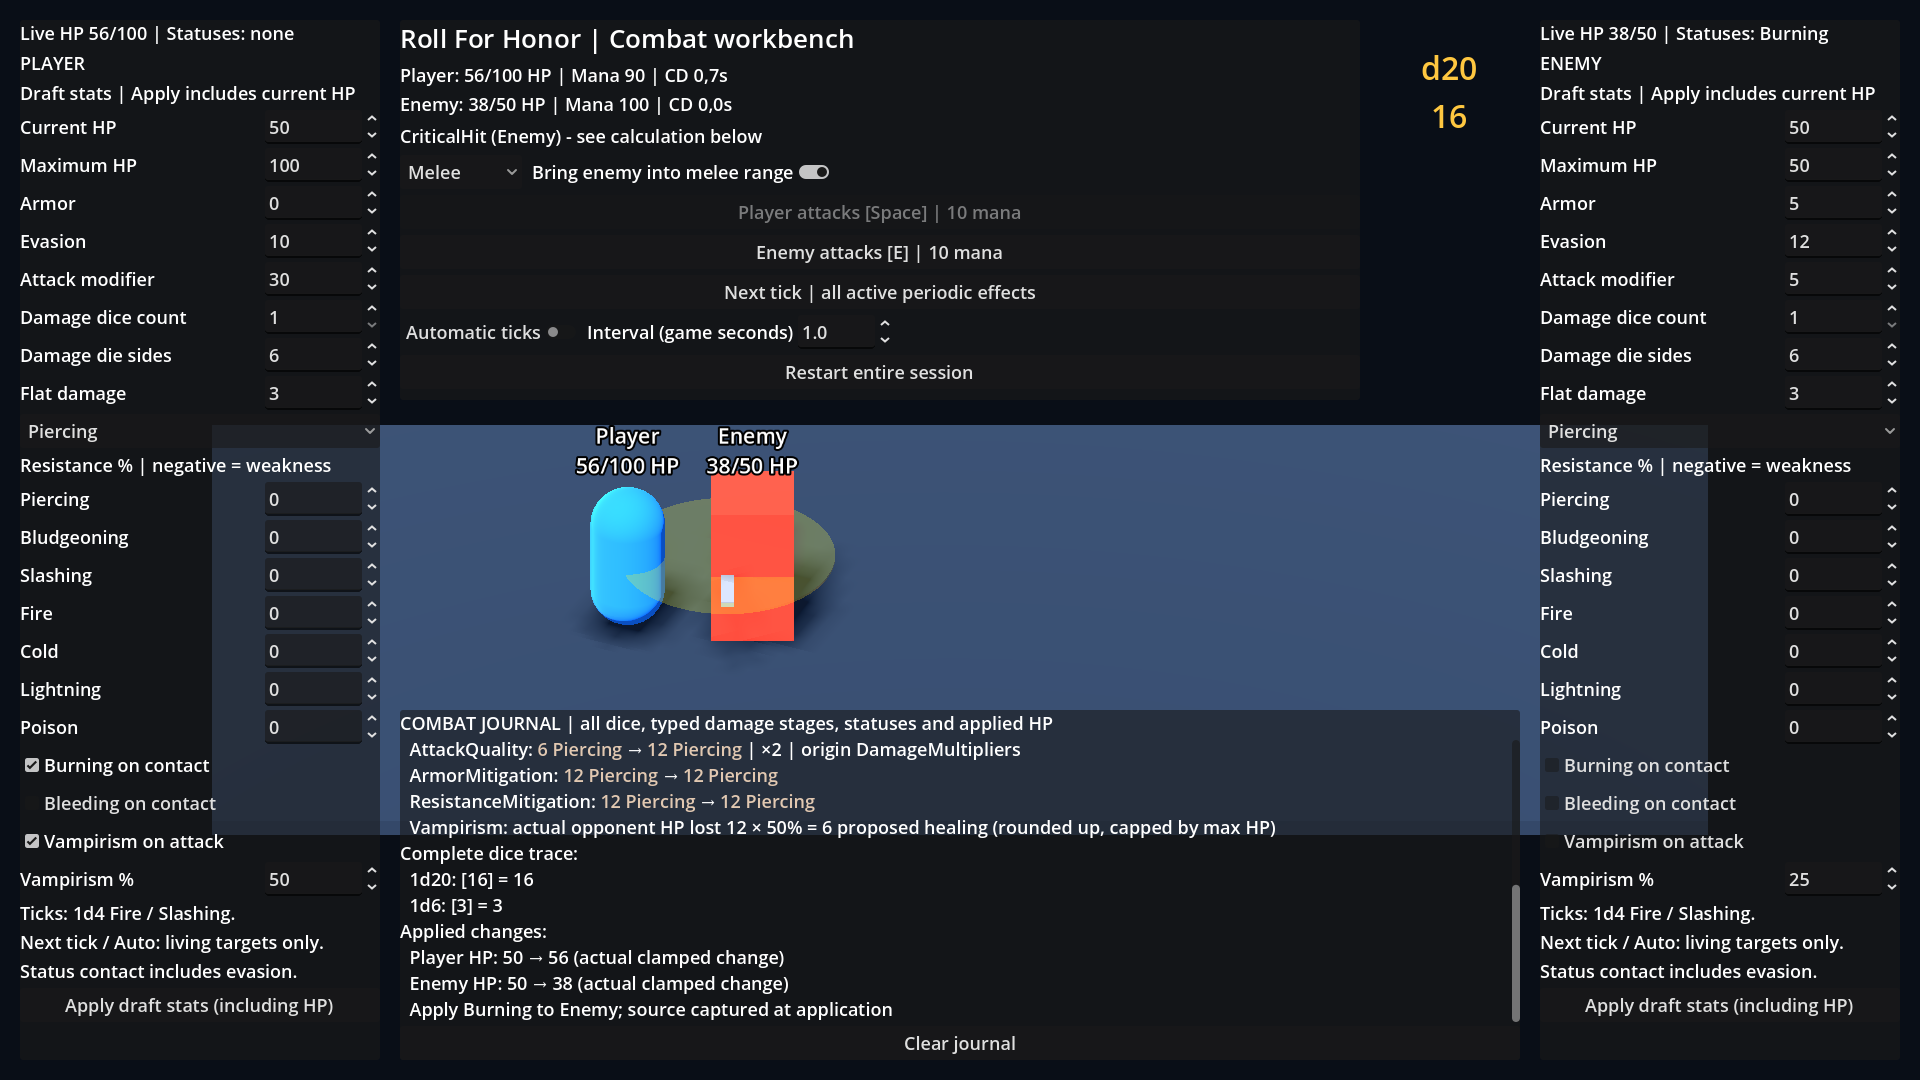 Live HP 56/100 | Statuses: none
PLAYER
Draft stats | Apply includes current HP
Current HP 50
Maximum HP 100
Armor 0
Evasion 10
Attack modifier 30
Damage dice count 1
Damage die sides 6
Flat damage 3
Piercing
Resistance % | negative = weakness
Piercing 0
Bludgeoning 0
Slashing 0
Fire 0
Cold 0
Lightning 0
Poison 0
Burning on contact
Bleeding on contact
Vampirism on attack
Vampirism % 50
Ticks: 1d4 Fire / Slashing.
Next tick / Auto: living targets only.
Status contact includes evasion.
Apply draft stats (including HP)
Roll For Honor | Combat workbench
Player: 56/100 HP | Mana 90 | CD 0,7s
Enemy: 38/50 HP | Mana 100 | CD 0,0s
CriticalHit (Enemy) - see calculation below
Melee Bring enemy into melee range
Player attacks [Space] | 10 mana
Enemy attacks [E] | 10 mana
Next tick | all active periodic effects
Automatic ticks Interval (game seconds) 1.0
Restart entire session
d20
16
Player
56/100 HP
Enemy
38/50 HP
COMBAT JOURNAL | all dice, typed damage stages, statuses and applied HP
AttackQuality: 6 Piercing → 12 Piercing | ×2 | origin DamageMultipliers
ArmorMitigation: 12 Piercing → 12 Piercing
ResistanceMitigation: 12 Piercing → 12 Piercing
Vampirism: actual opponent HP lost 12 × 50% = 6 proposed healing (rounded up, capped by max HP)
Complete dice trace:
1d20: [16] = 16
1d6: [3] = 3
Applied changes:
Player HP: 50 → 56 (actual clamped change)
Enemy HP: 50 → 38 (actual clamped change)
Apply Burning to Enemy; source captured at application
Clear journal
Live HP 38/50 | Statuses: Burning
ENEMY
Draft stats | Apply includes current HP
Current HP 50
Maximum HP 50
Armor 5
Evasion 12
Attack modifier 5
Damage dice count 1
Damage die sides 6
Flat damage 3
Piercing
Resistance % | negative = weakness
Piercing 0
Bludgeoning 0
Slashing 0
Fire 0
Cold 0
Lightning 0
Poison 0
Burning on contact
Bleeding on contact
Vampirism on attack
Vampirism % 25
Ticks: 1d4 Fire / Slashing.
Next tick / Auto: living targets only.
Status contact includes evasion.
Apply draft stats (including HP)